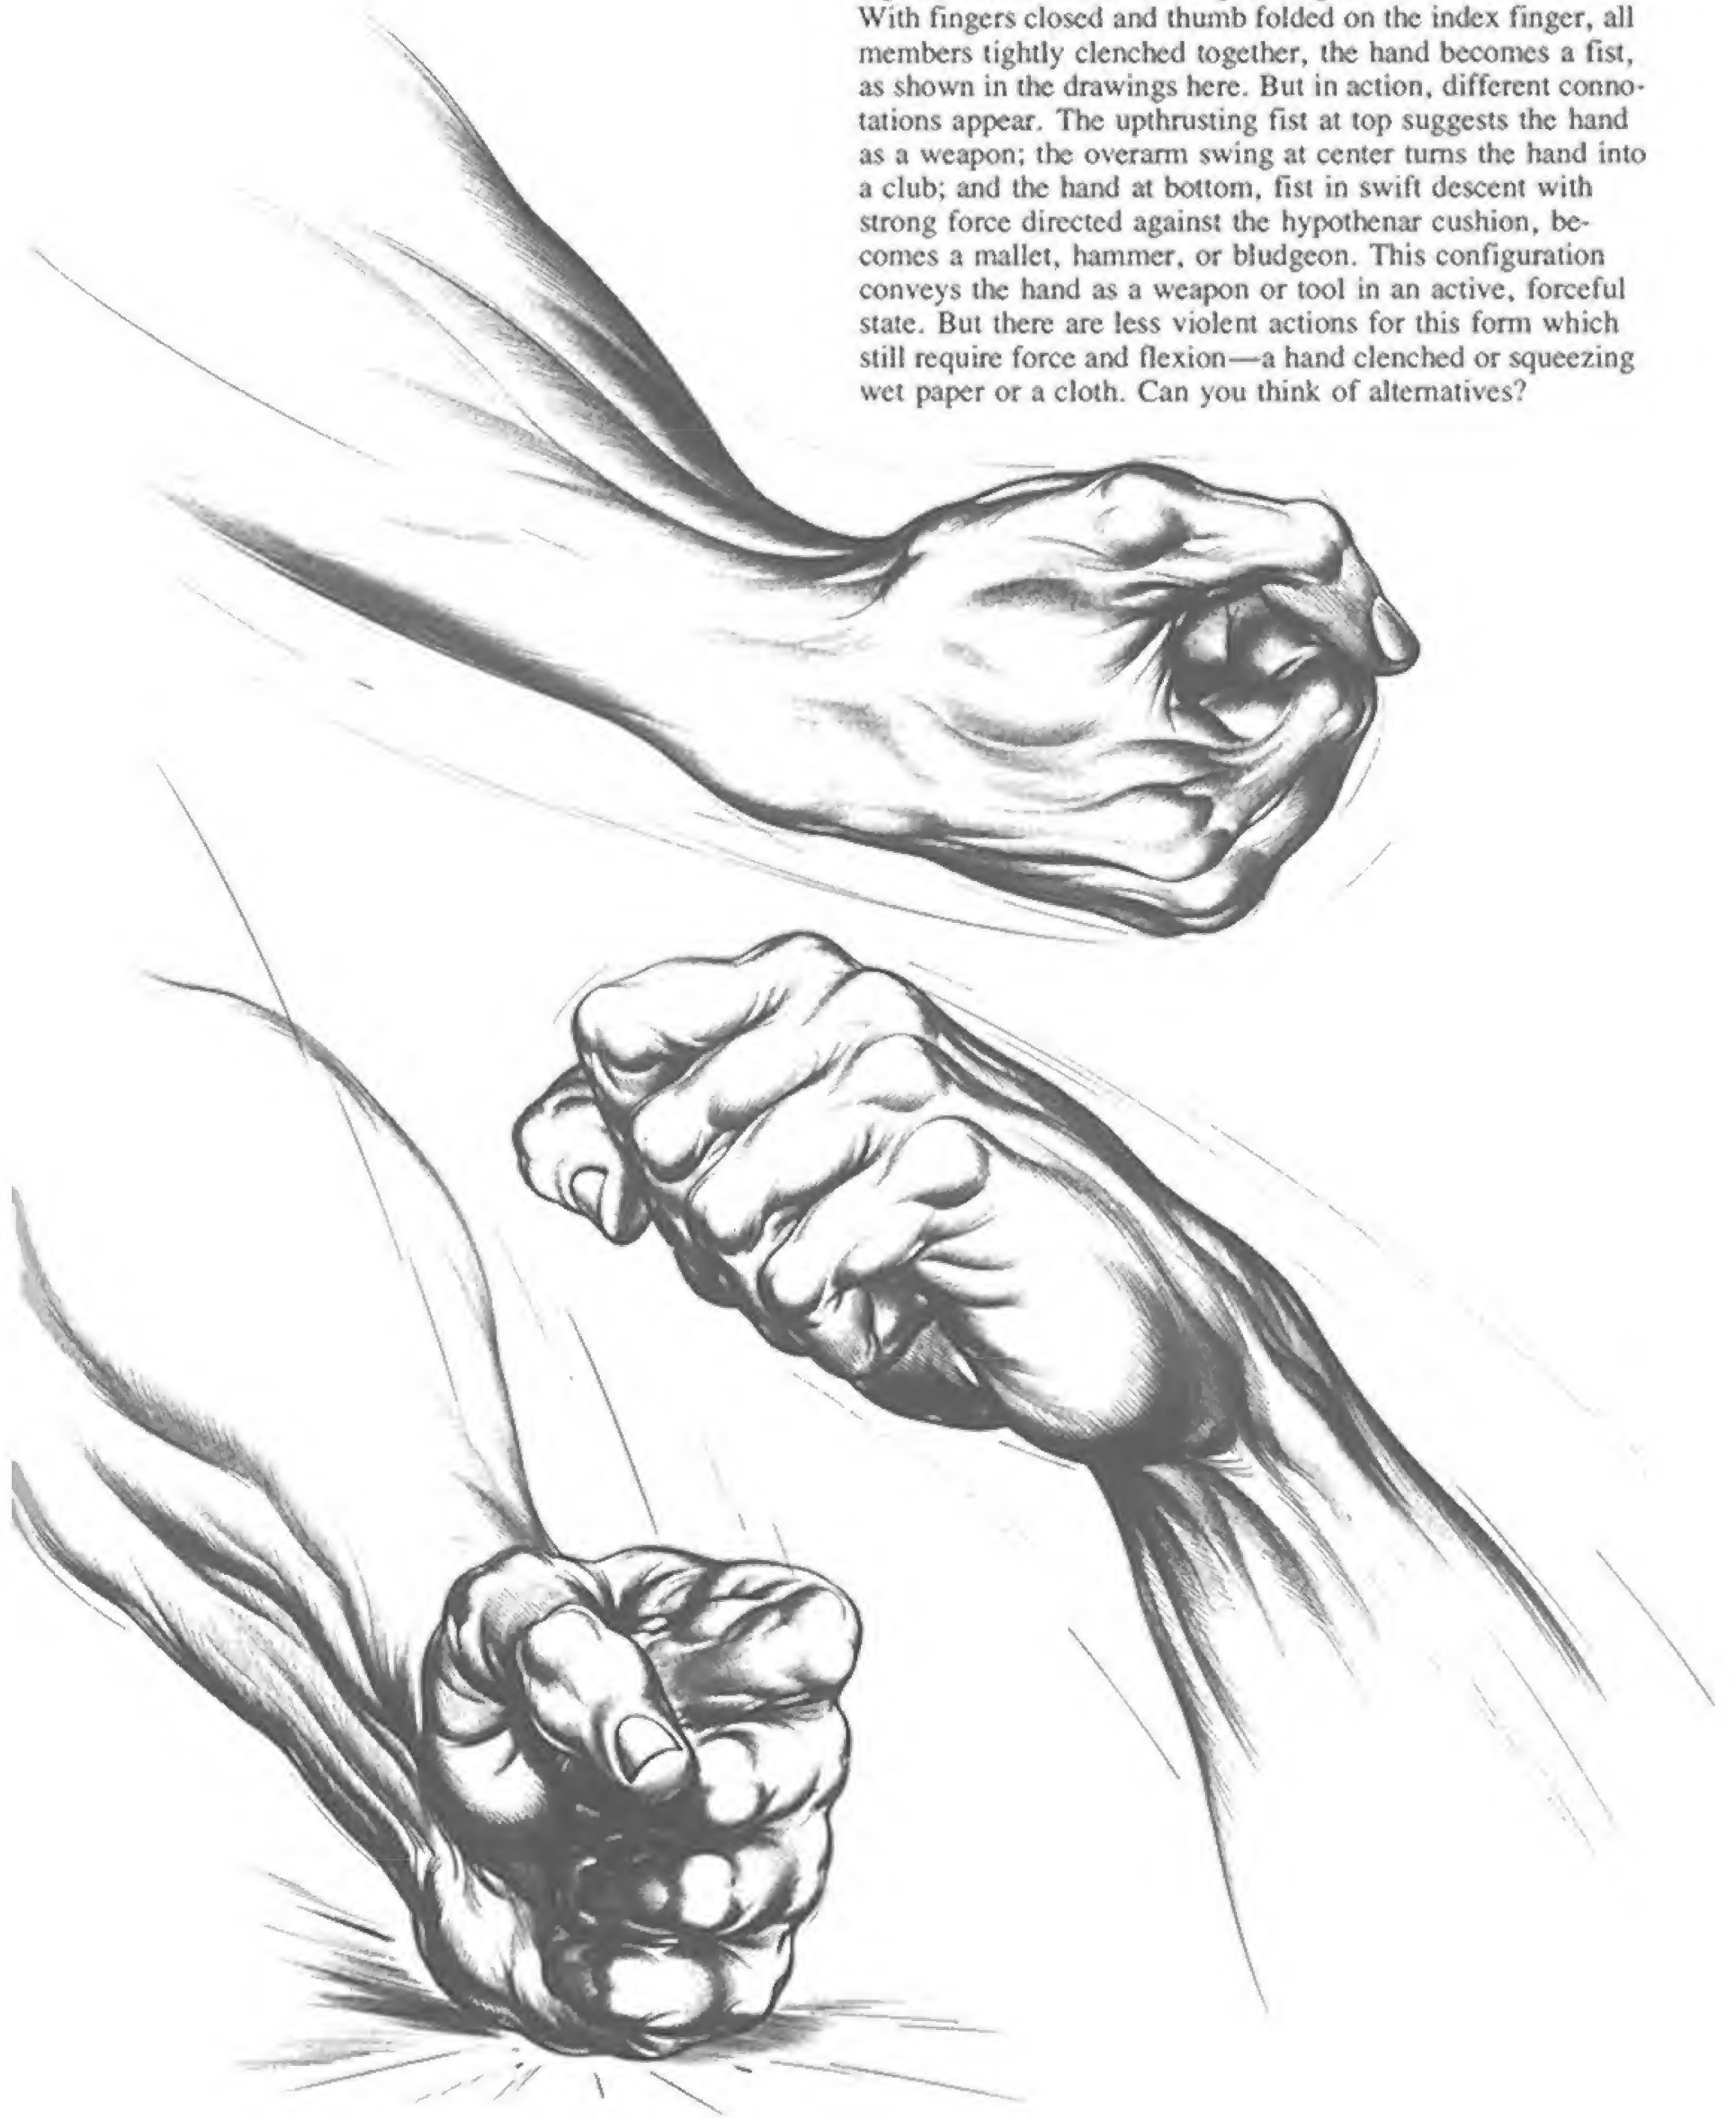 With fingers closed and thumb folded on the index finger, all
members tightly clenched together, the hand becomes a fist,
as shown in the drawings here. But in action, different conno-
tations appear. The upthrusting fist at top suggests the hand
as a weapon; the overarm swing at center turns the hand into
a club; and the hand at bottom, fist in swift descent with
strong force directed against the hypothenar cushion, be-
comes a mallet, hammer, or bludgeon. This configuration
conveys the hand as a weapon or tool in an active, forceful
state. But there are less violent actions for this form which
still require force and flexion—a hand clenched or squeezing
wet paper or a cloth. Can you think of alternatives?